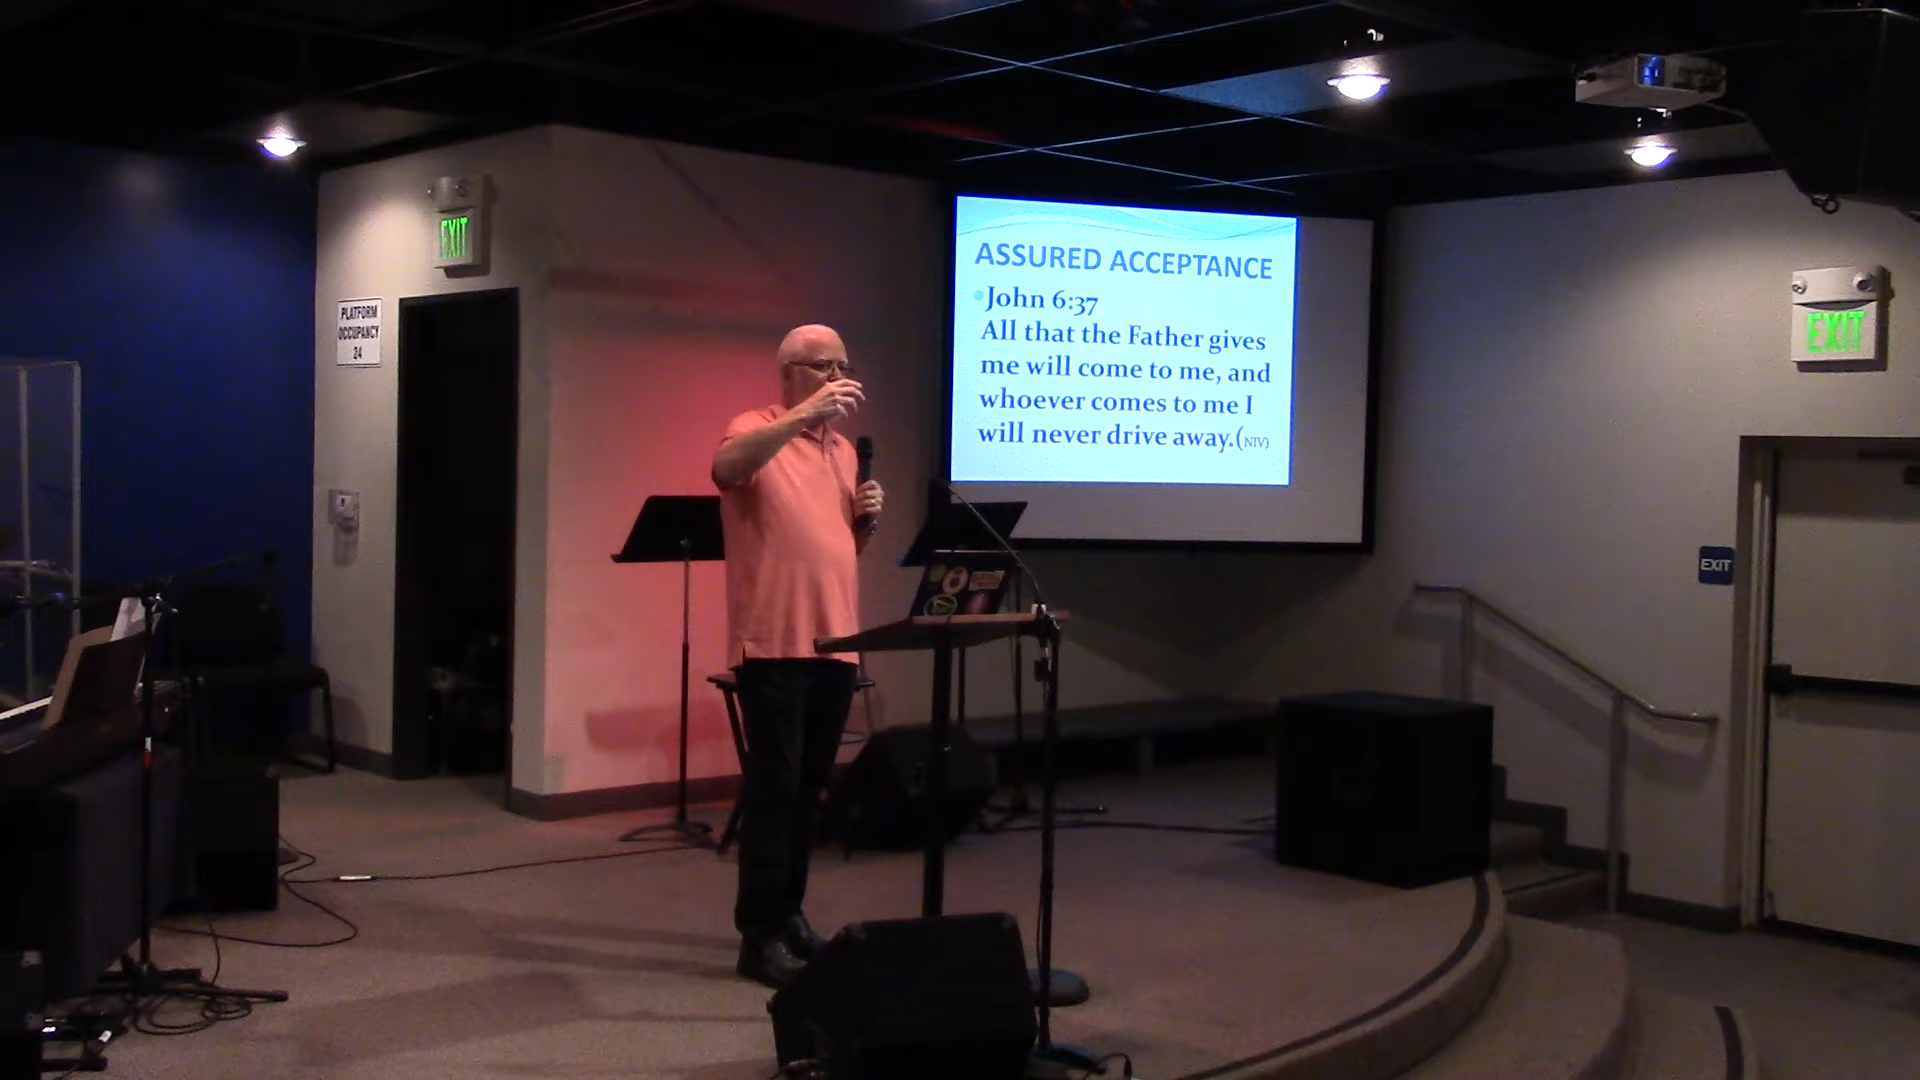 EXIT
PLATFORM
OCCUPANCY
24
ASSURED ACCEPTANCE
John 6:37
All that the Father gives
me will come to me, and
whoever comes to me I
will never drive away.(NIV)
EXIT
EXIT